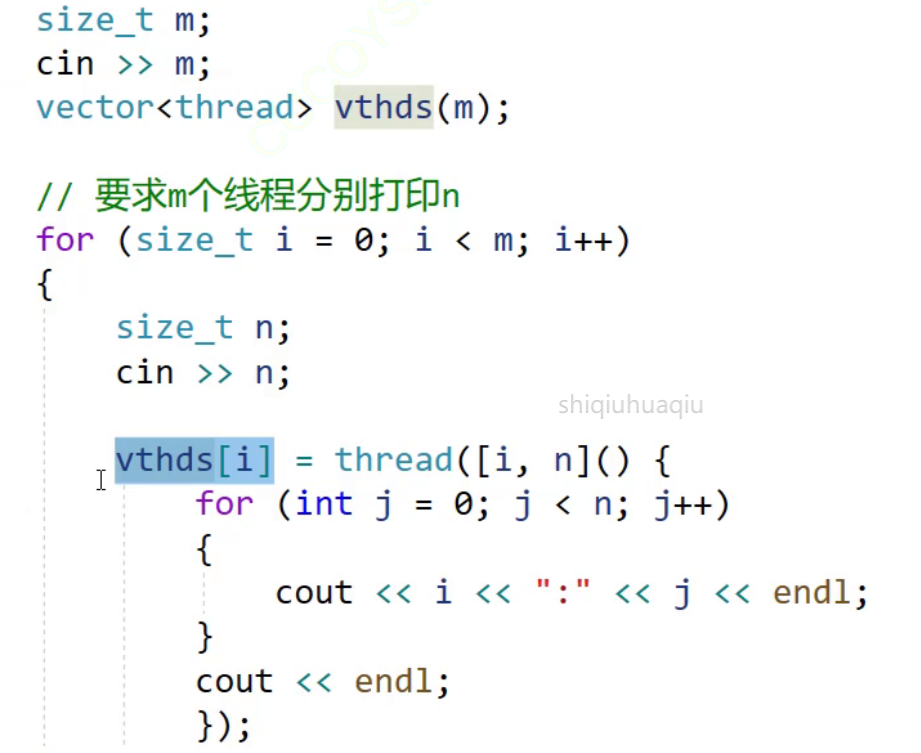 size_t m;
cin >> m;
vector<thread> vthds(m);
// 要求m个线程分别打印n
for (size_t i = 0; i < m; i++)
{
size_t n;
cin >> n;
shiqiuhuaqiu
vthds[i] = thread([i, n]() {
for (int j = 0; j < n; j++)
{
cout << i << ":" << j << endl;
}
cout << endl;
});